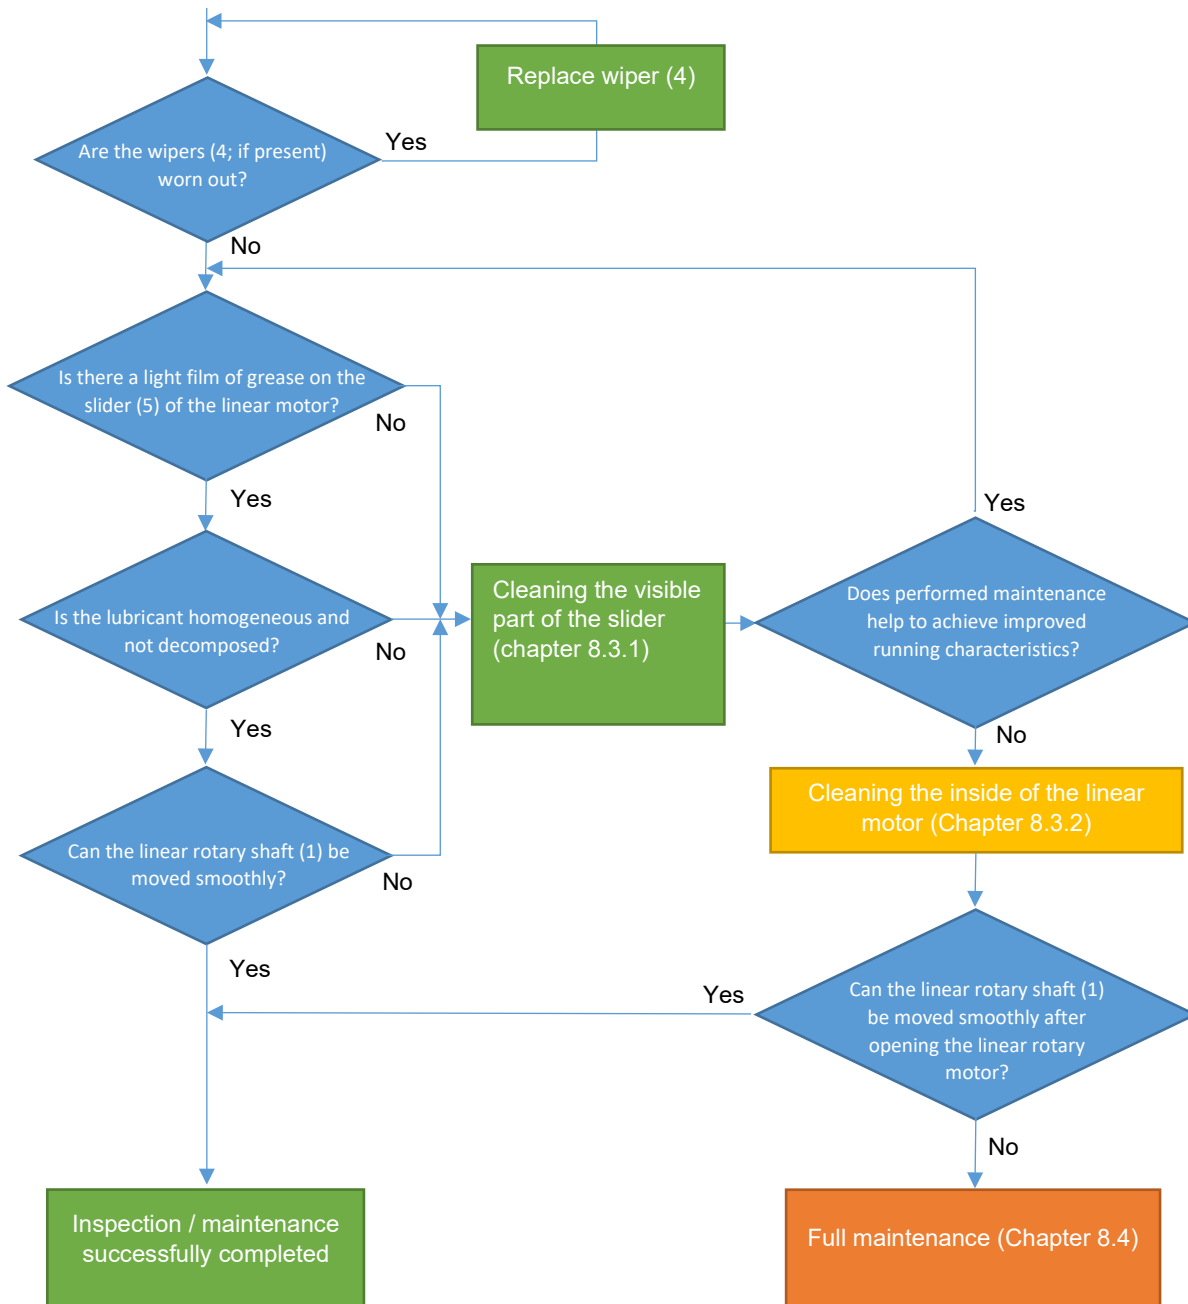 Replace wiper (4)
Yes
Are the wipers (4; if present)
worn out?
No
Is there a light film of grease on the
slider (5) of the linear motor?
No
Yes
Yes
Is the lubricant homogeneous and
not decomposed?
No
Cleaning the visible
part of the slider
(chapter 8.3.1)
Does performed maintenance
help to achieve improved
running characteristics?
Yes
No
Cleaning the inside of the linear
motor (Chapter 8.3.2)
Can the linear rotary shaft (1) be
moved smoothly?
No
Yes
Yes
Can the linear rotary shaft (1)
be moved smoothly after
opening the linear rotary
motor?
No
Inspection / maintenance
successfully completed
Full maintenance (Chapter 8.4)